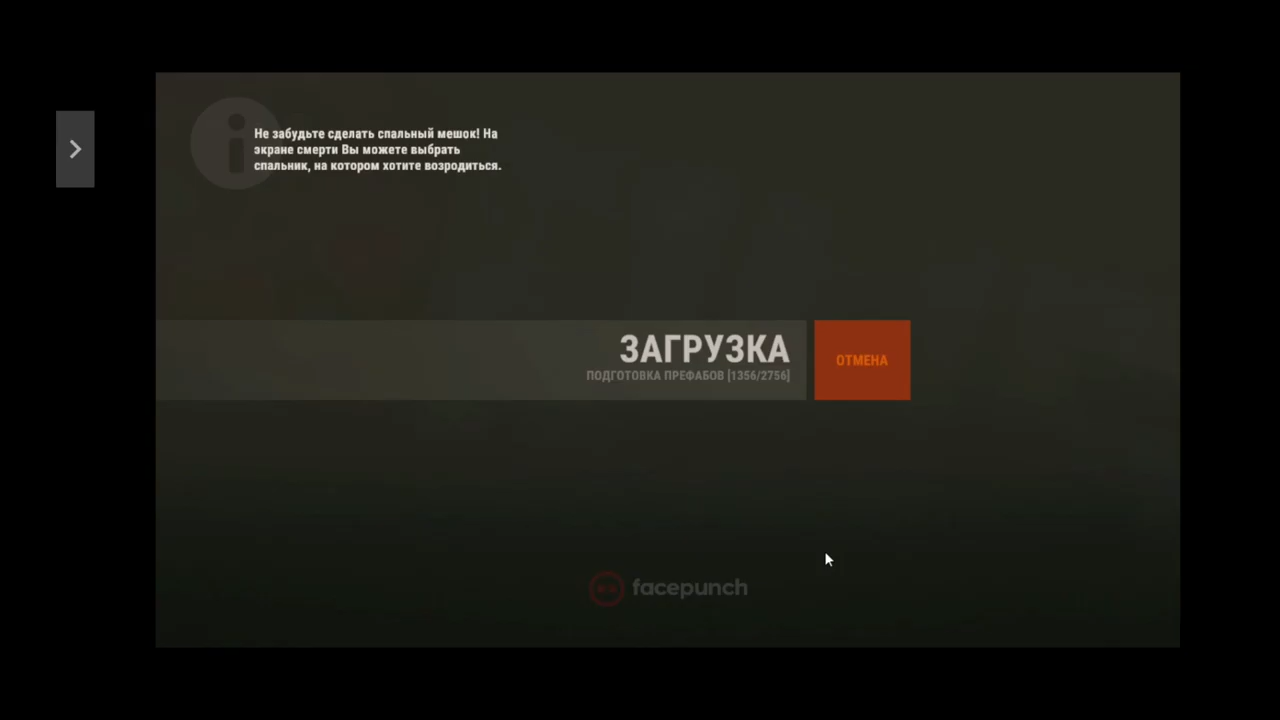 Не забудьте сделать спальный мешок! На
экране смерти Вы можете выбрать
спальник, на котором хотите возродиться.
ЗАГРУЗКА
ПОДГОТОВКА ПРЕФАБОВ [1356/2756]
ОТМЕНА
facepunch